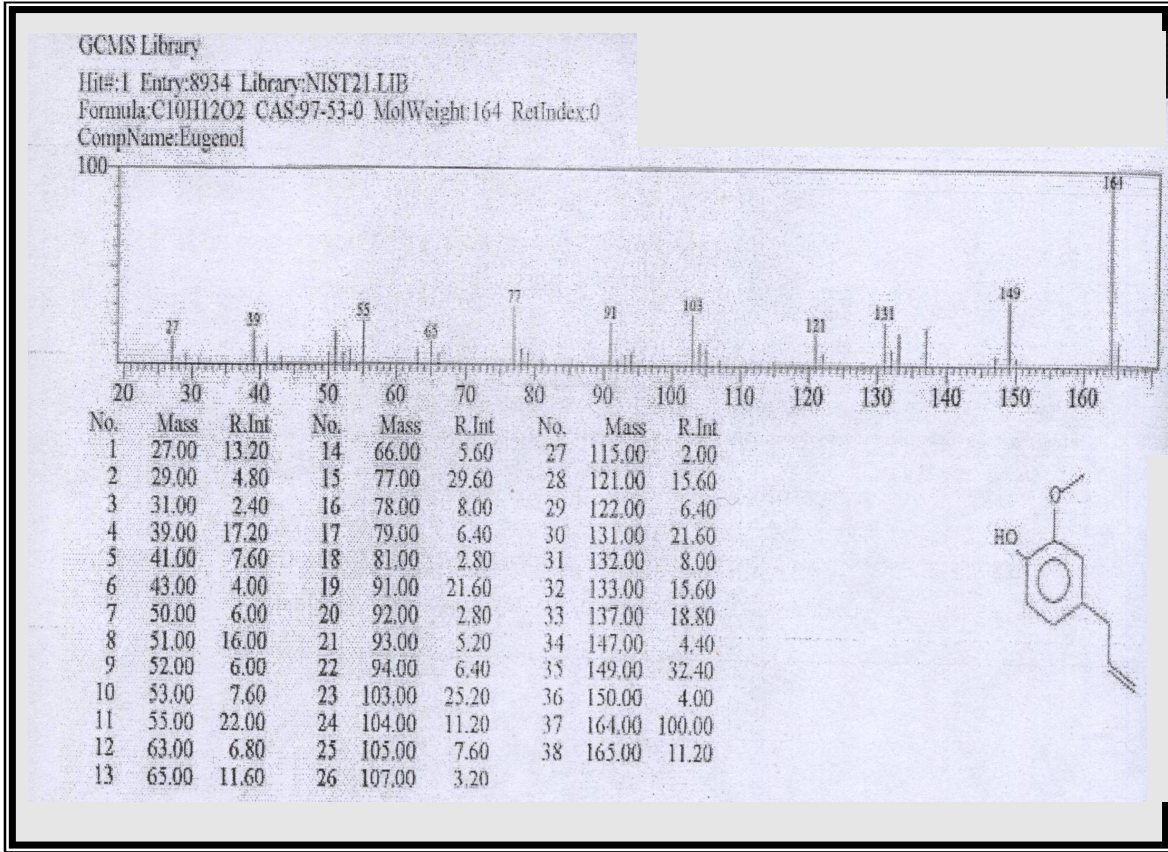 GCMS Library
Hit#:1 Entry:8934 Library:NIST21.LIB
Formula:C10H12O2 CAS:97-53-0 MolWeight:164 RetIndex:0
CompName:Eugenol
100
27 39 55 65 77 91 103 121 131 149 164
20 30 40 50 60 70 80 90 100 110 120 130 140 150 160
No. Mass R.Int No. Mass R.Int No. Mass R.Int
1 27.00 13.20 14 66.00 5.60 27 115.00 2.00
2 29.00 4.80 15 77.00 29.60 28 121.00 15.60
3 31.00 2.40 16 78.00 8.00 29 122.00 6.40
4 39.00 17.20 17 79.00 6.40 30 131.00 21.60
5 41.00 7.60 18 81.00 2.80 31 132.00 8.00
6 43.00 4.00 19 91.00 21.60 32 133.00 15.60
7 50.00 6.00 20 92.00 2.80 33 137.00 18.80
8 51.00 16.00 21 93.00 5.20 34 147.00 4.40
9 52.00 6.00 22 94.00 6.40 35 149.00 32.40
10 53.00 7.60 23 103.00 25.20 36 150.00 4.00
11 55.00 22.00 24 104.00 11.20 37 164.00 100.00
12 63.00 6.80 25 105.00 7.60 38 165.00 11.20
13 65.00 11.60 26 107.00 3.20
O
HO